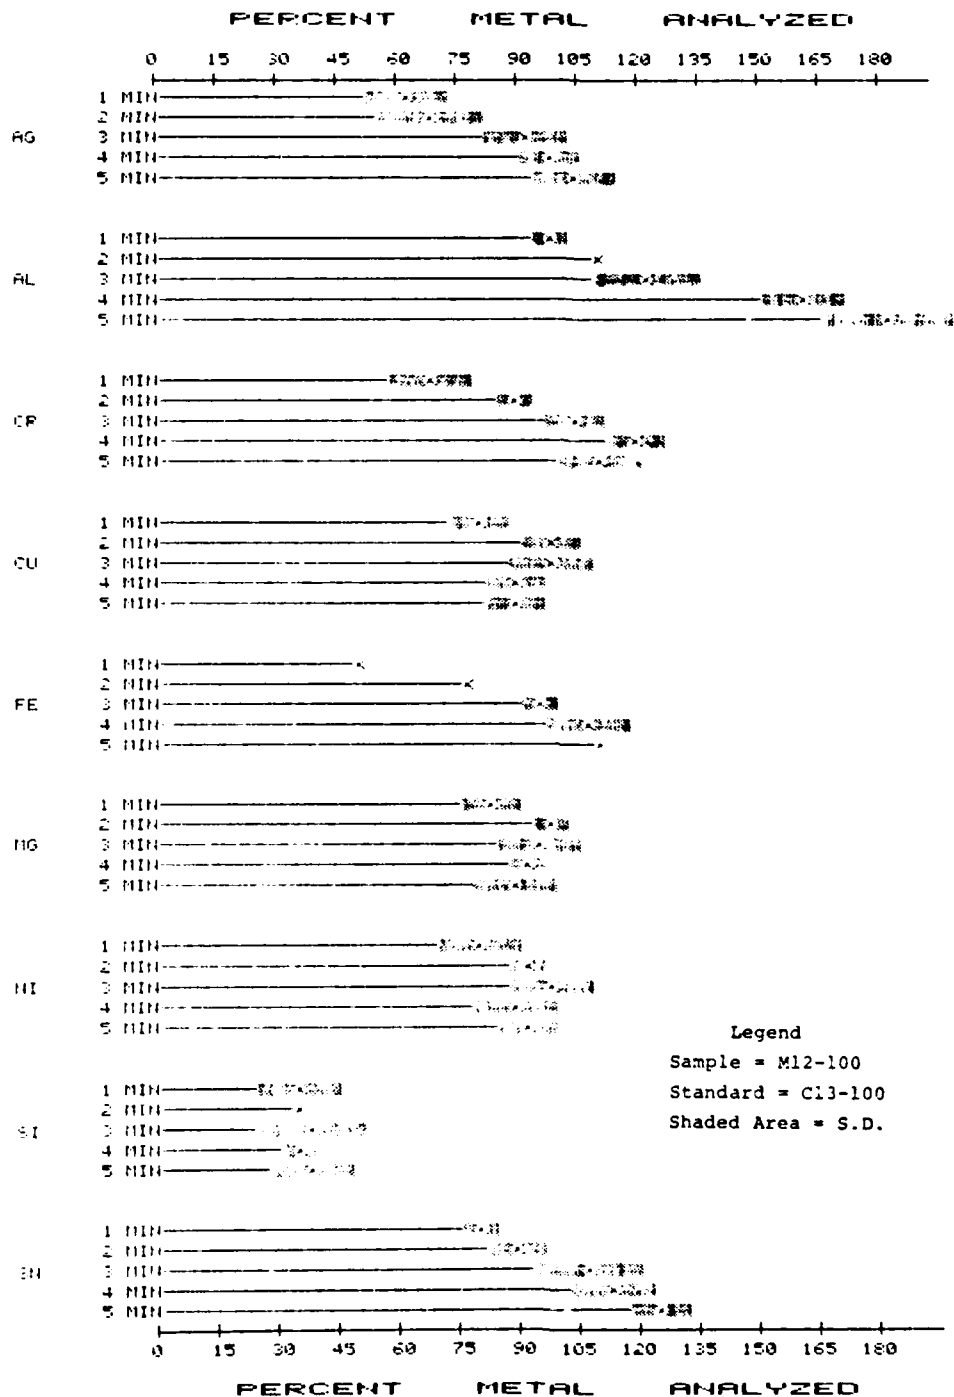 PERCENT METAL ANALYZED
0 15 30 45 60 75 90 105 120 135 150 165 180
1 MIN
2 MIN
AG 3 MIN
4 MIN
5 MIN
1 MIN
2 MIN
AL 3 MIN
4 MIN
5 MIN
1 MIN
2 MIN
CR 3 MIN
4 MIN
5 MIN
1 MIN
2 MIN
CU 3 MIN
4 MIN
5 MIN
1 MIN
2 MIN
FE 3 MIN
4 MIN
5 MIN
1 MIN
2 MIN
MG 3 MIN
4 MIN
5 MIN
1 MIN
2 MIN
NI 3 MIN
4 MIN
5 MIN
Legend
Sample = M12-100
Standard = C13-100
Shaded Area = S.D.
1 MIN
2 MIN
SI 3 MIN
4 MIN
5 MIN
1 MIN
2 MIN
SN 3 MIN
4 MIN
5 MIN
0 15 30 45 60 75 90 105 120 135 150 165 180
PERCENT METAL ANALYZED